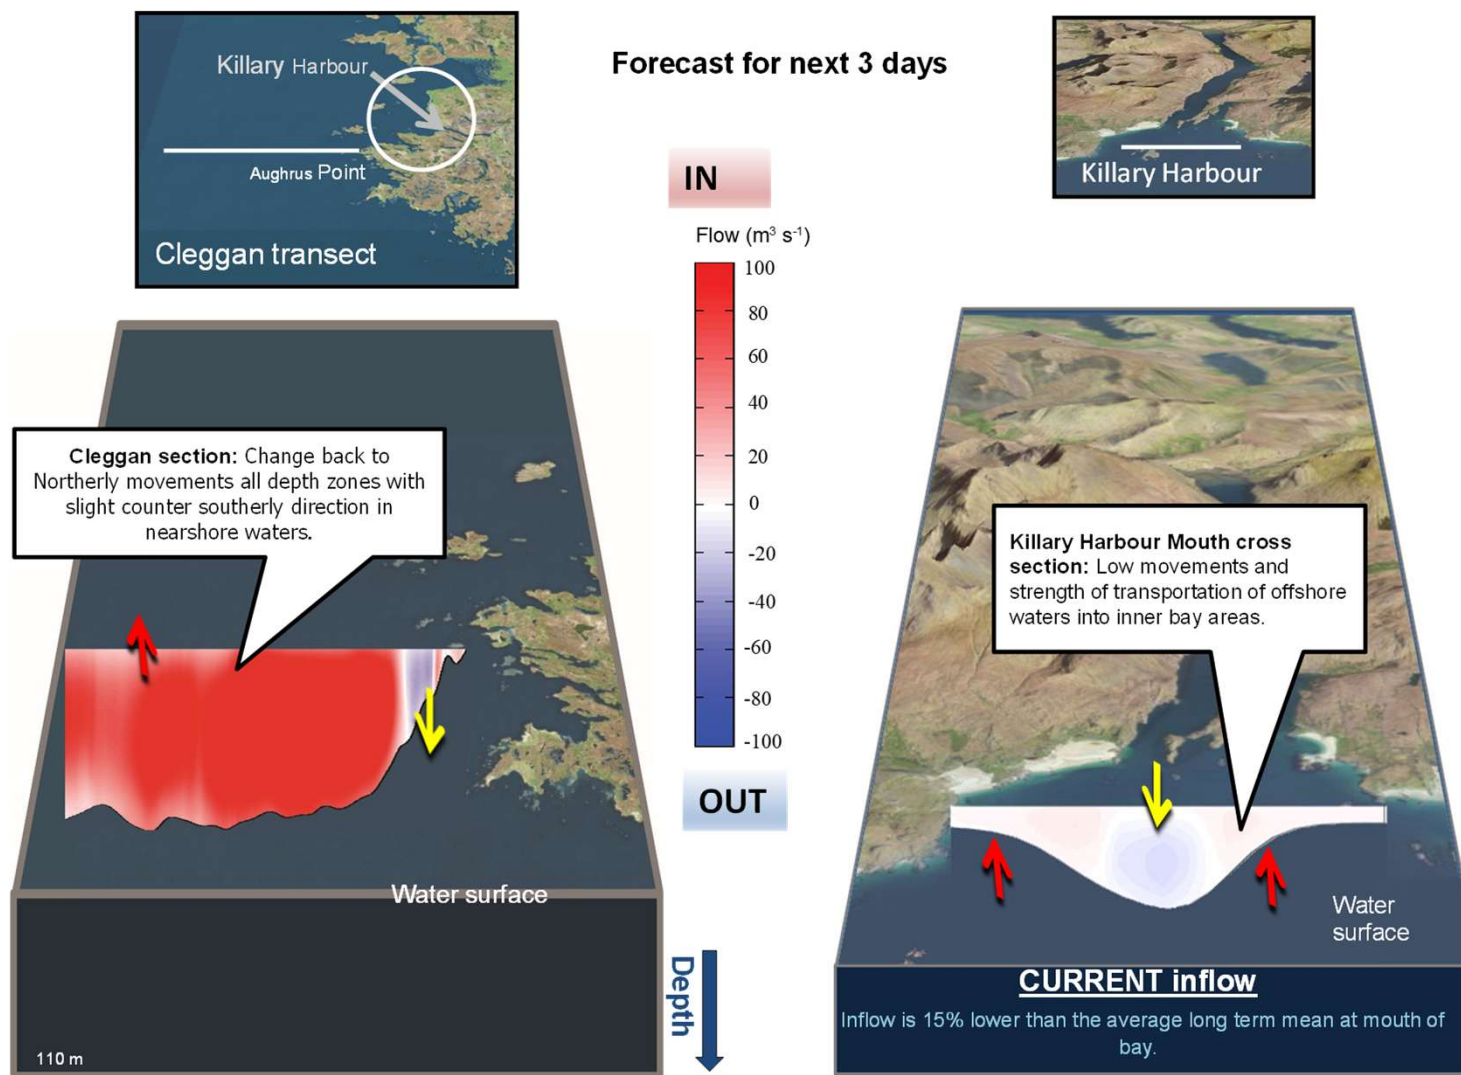 Killary Harbour
Aughrus Point
Cleggan transect
Forecast for next 3 days
Killary Harbour
IN
Flow (m³ s⁻¹)
100
80
60
40
20
0
-20
-40
-60
-80
-100
OUT
Cleggan section: Change back to
Northerly movements all depth zones with
slight counter southerly direction in
nearshore waters.
Water surface
110 m
Depth
Killary Harbour Mouth cross
section: Low movements and
strength of transportation of offshore
waters into inner bay areas.
Water
surface
CURRENT inflow
Inflow is 15% lower than the average long term mean at mouth of
bay.